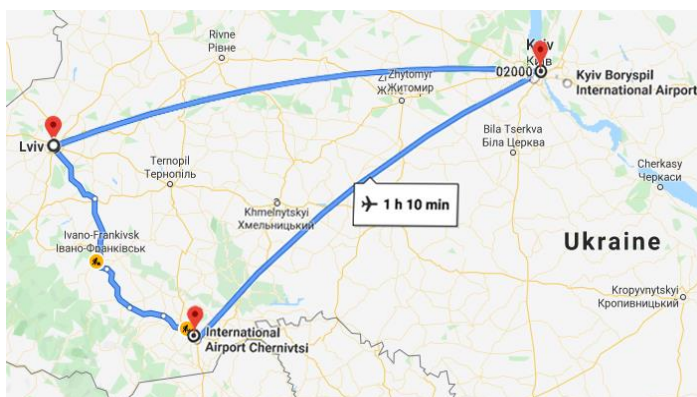 Rivne
Рівне
Kyiv
Київ
02000
Zhytomyr
Житомир
Kyiv Boryspil
International Airport
Lviv
Bila Tserkva
Біла Церква
Ternopil
Тернопіль
Cherkasy
Черкаси
1 h 10 min
Khmelnytskyi
Хмельницький
Ivano-Frankivsk
Івано-Франківськ
Ukraine
Kropyvnytskyi
Кропивницький
International
Airport Chernivtsi